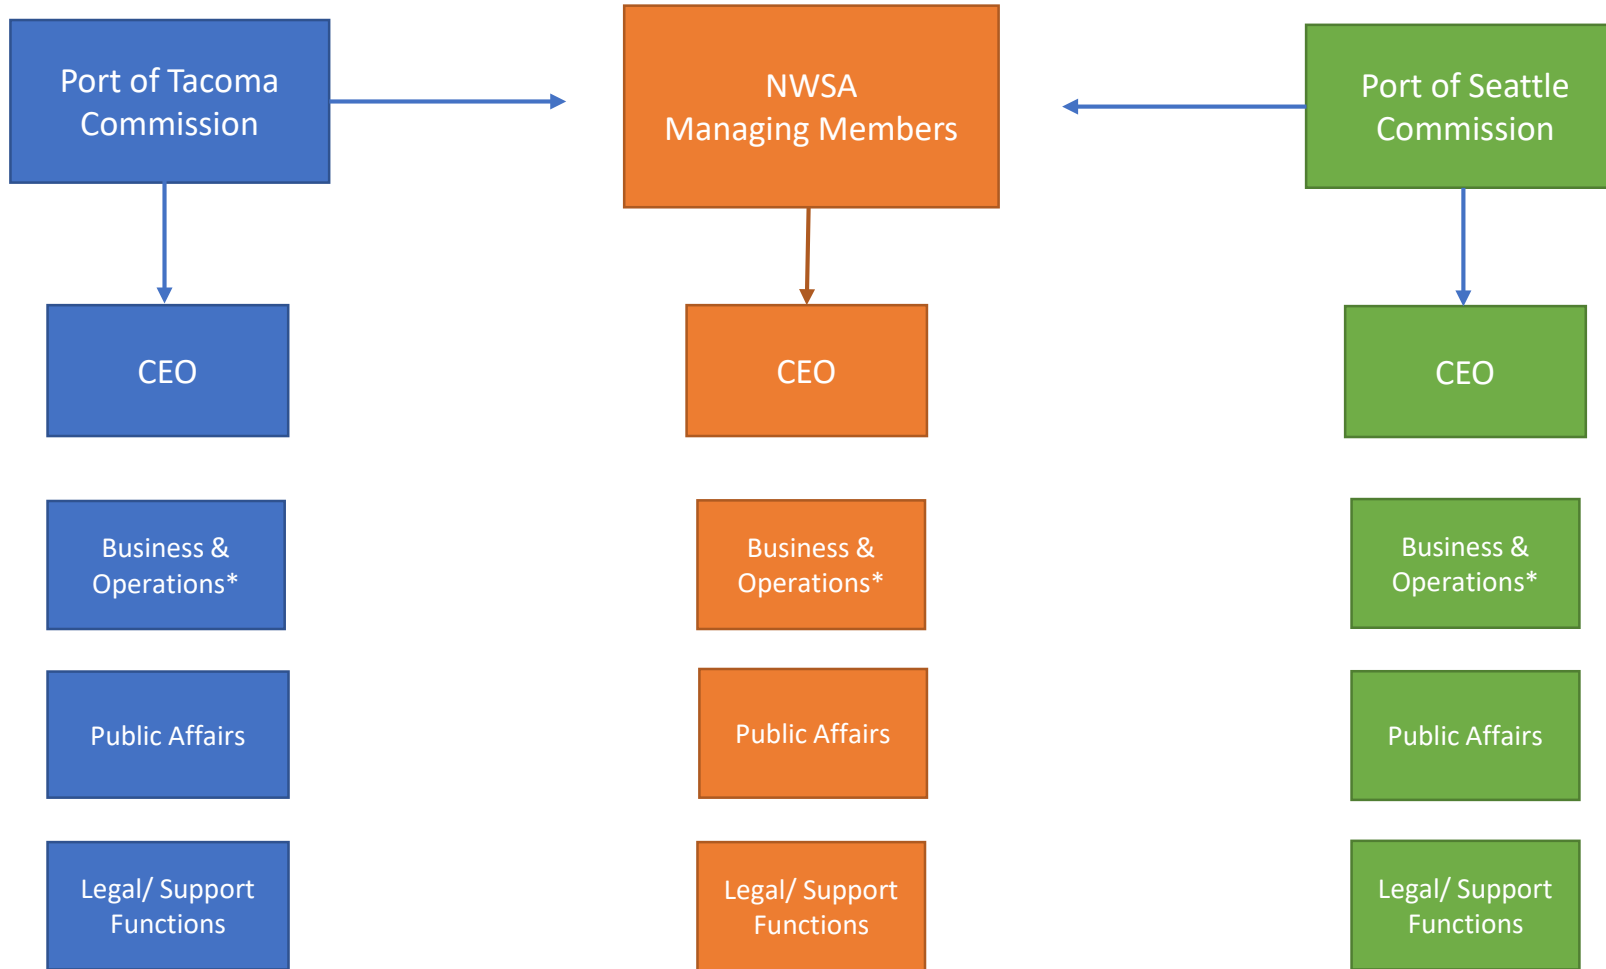 Port of Tacoma
Commission
NWSA
Managing Members
Port of Seattle
Commission
CEO
CEO
CEO
Business &
Operations*
Business &
Operations*
Business &
Operations*
Public Affairs
Public Affairs
Public Affairs
Legal/ Support
Functions
Legal/ Support
Functions
Legal/ Support
Functions